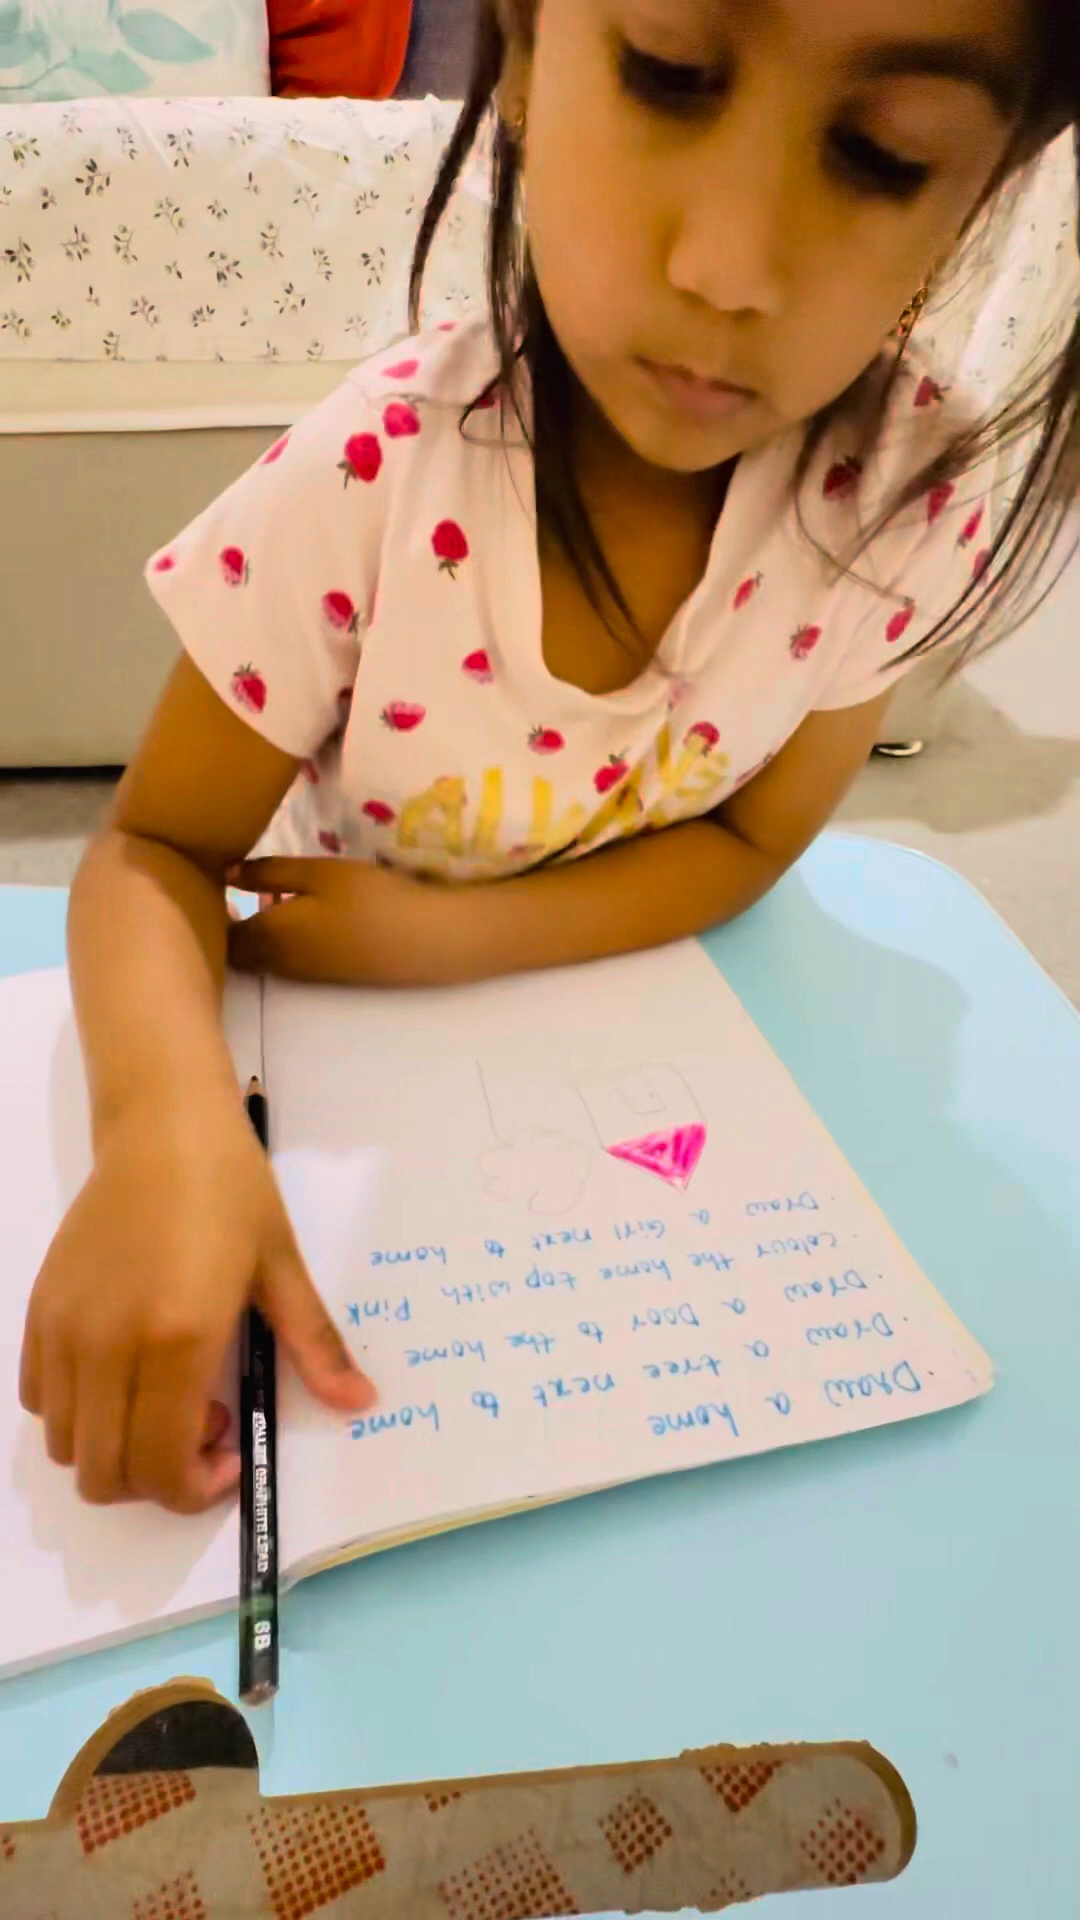 . Draw a home
. Draw a tree next to home
. Draw a Door to the home .
. colour the home top with Pink
. Draw a Girl next to home
GRAPHITE LEAD
ALWAYS